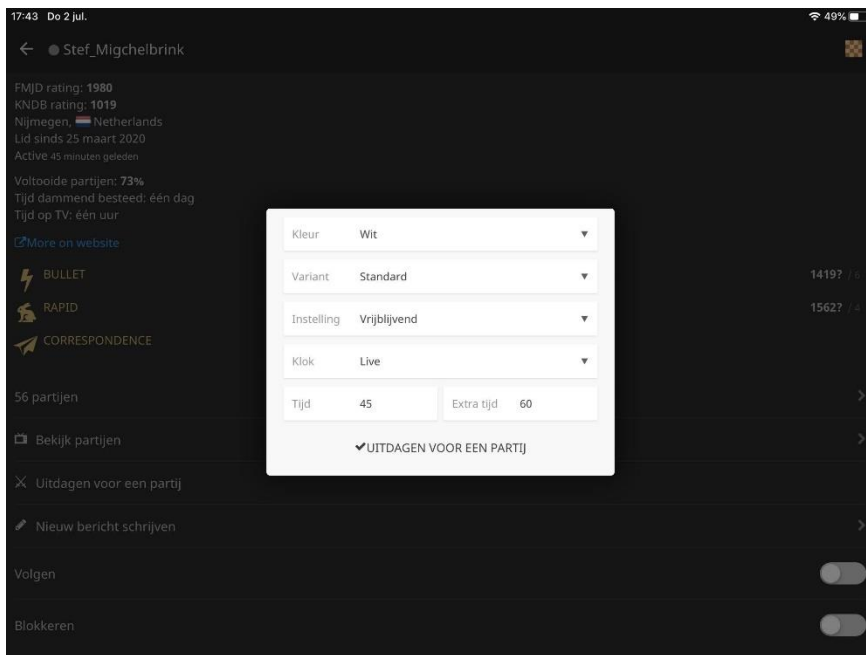 17:43 Do 2 jul.
49%
Stef_Migchelbrink
FMJD rating: 1980
KNDB rating: 1019
Nijmegen, Netherlands
Lid sinds 25 maart 2020
Active 45 minuten geleden
Voltooide partijen: 73%
Tijd dammend besteed: één dag
Tijd op TV: één uur
More on website
BULLET
1419? / 6
RAPID
1562? / 4
CORRESPONDENCE
56 partijen
Bekijk partijen
Uitdagen voor een partij
Nieuw bericht schrijven
Volgen
Blokkeren
Kleur Wit
Variant Standard
Instelling Vrijblijvend
Klok Live
Tijd 45 Extra tijd 60
UITDAGEN VOOR EEN PARTIJ